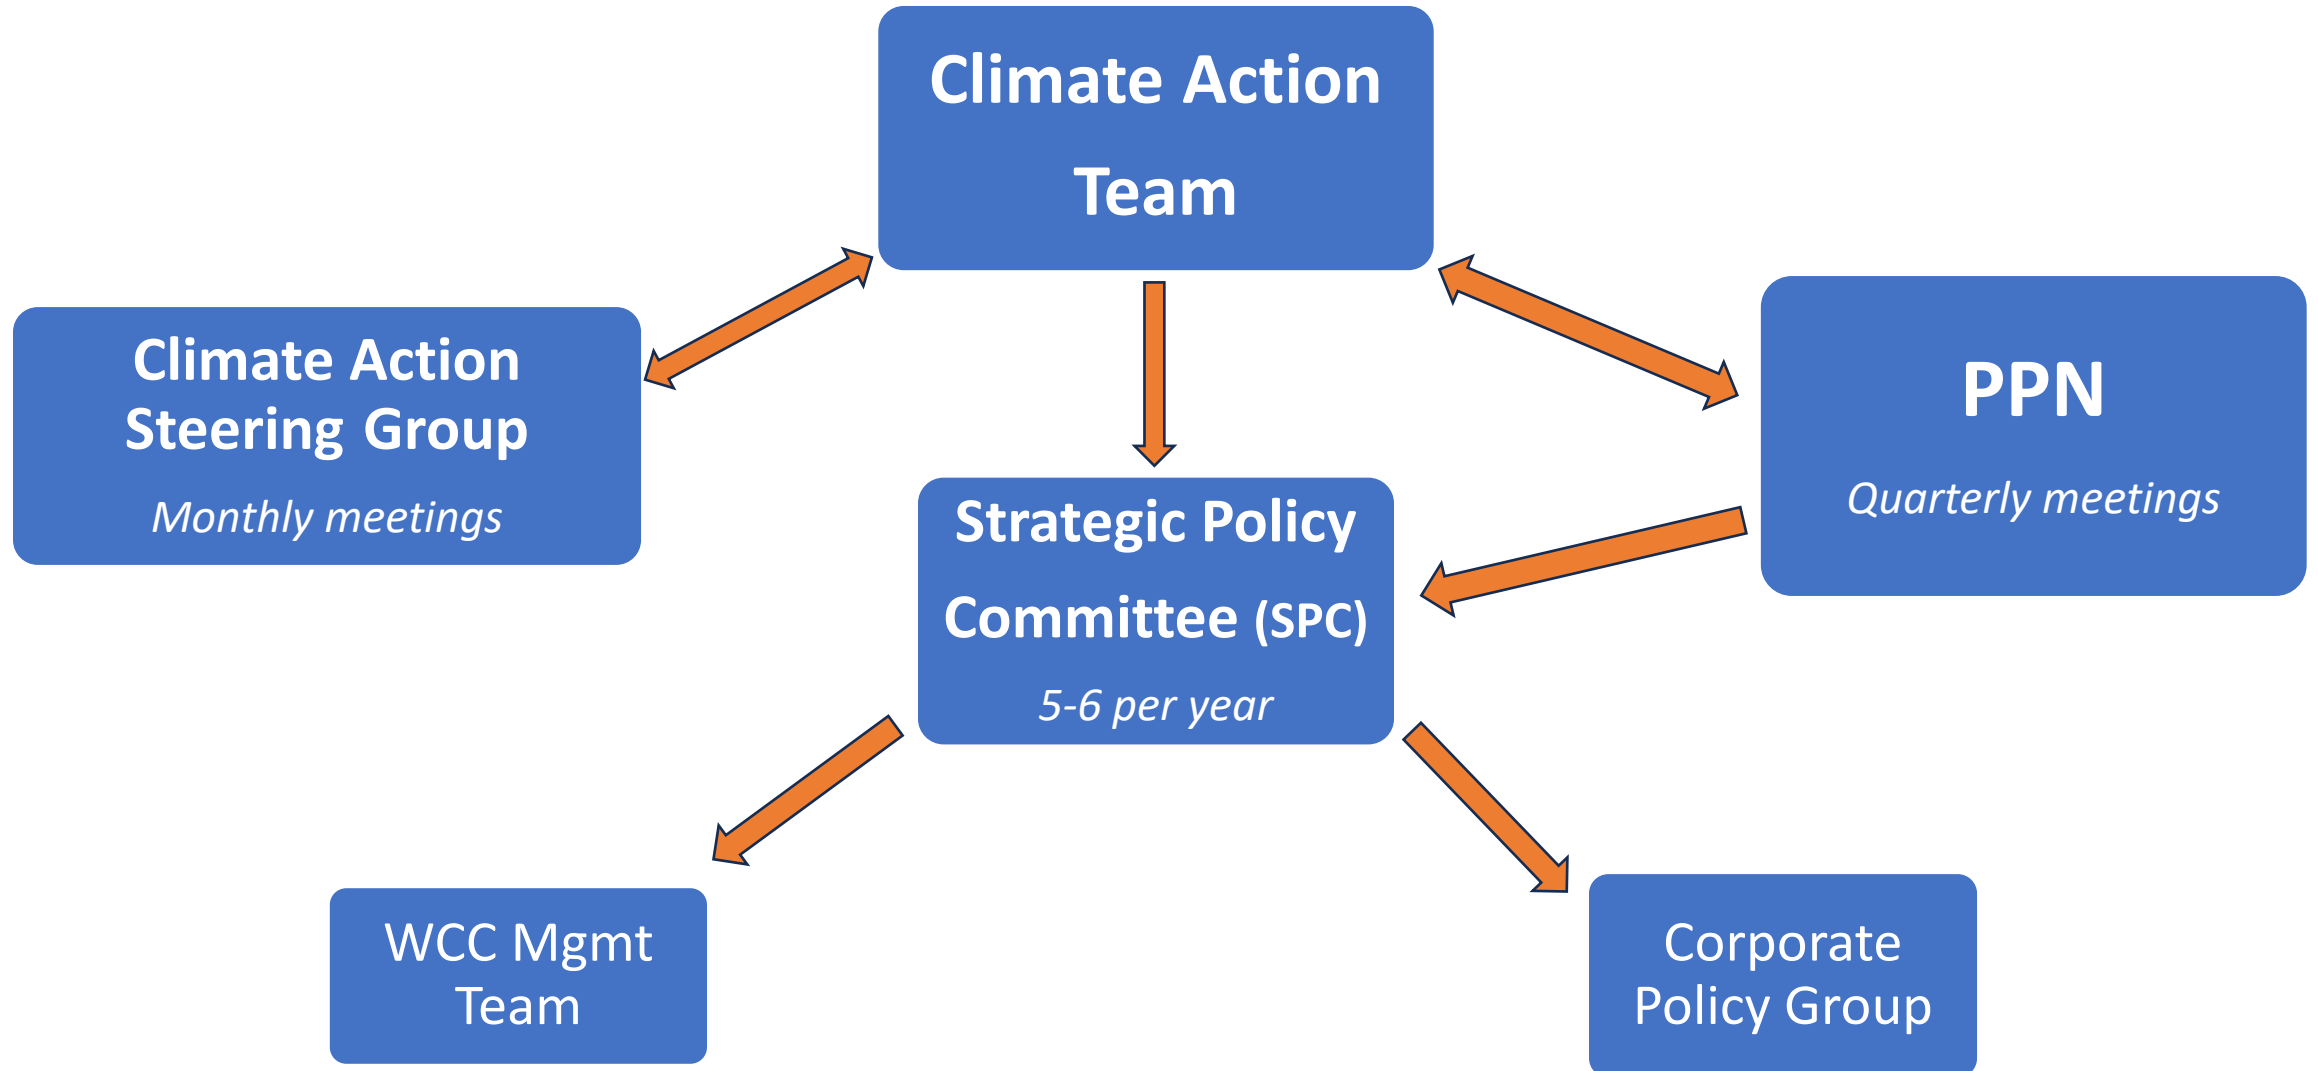 Climate Action
Team
Climate Action
Steering Group
Monthly meetings
PPN
Quarterly meetings
Strategic Policy
Committee (SPC)
5-6 per year
WCC Mgmt
Team
Corporate
Policy Group